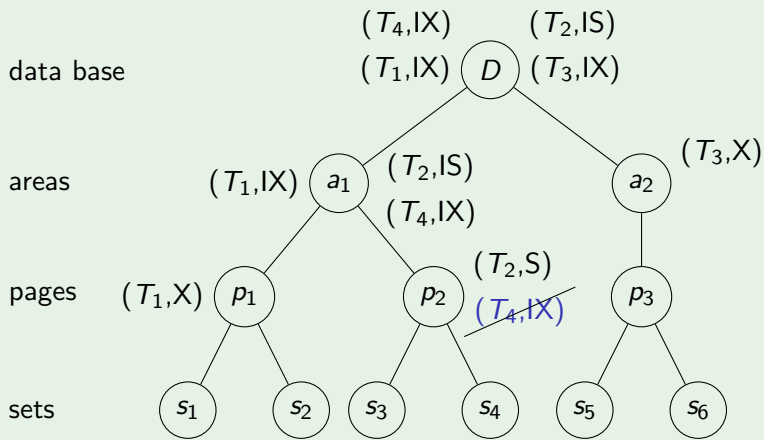 (T₄,IX) (T₂,IS)
data base (T₁,IX) D (T₃,IX)
(T₃,X)
areas (T₁,IX) a₁ (T₂,IS) a₂
(T₄,IX)
(T₂,S)
pages (T₁,X) p₁ p₂ p₃
(T₄,IX)
sets s₁ s₂ s₃ s₄ s₅ s₆